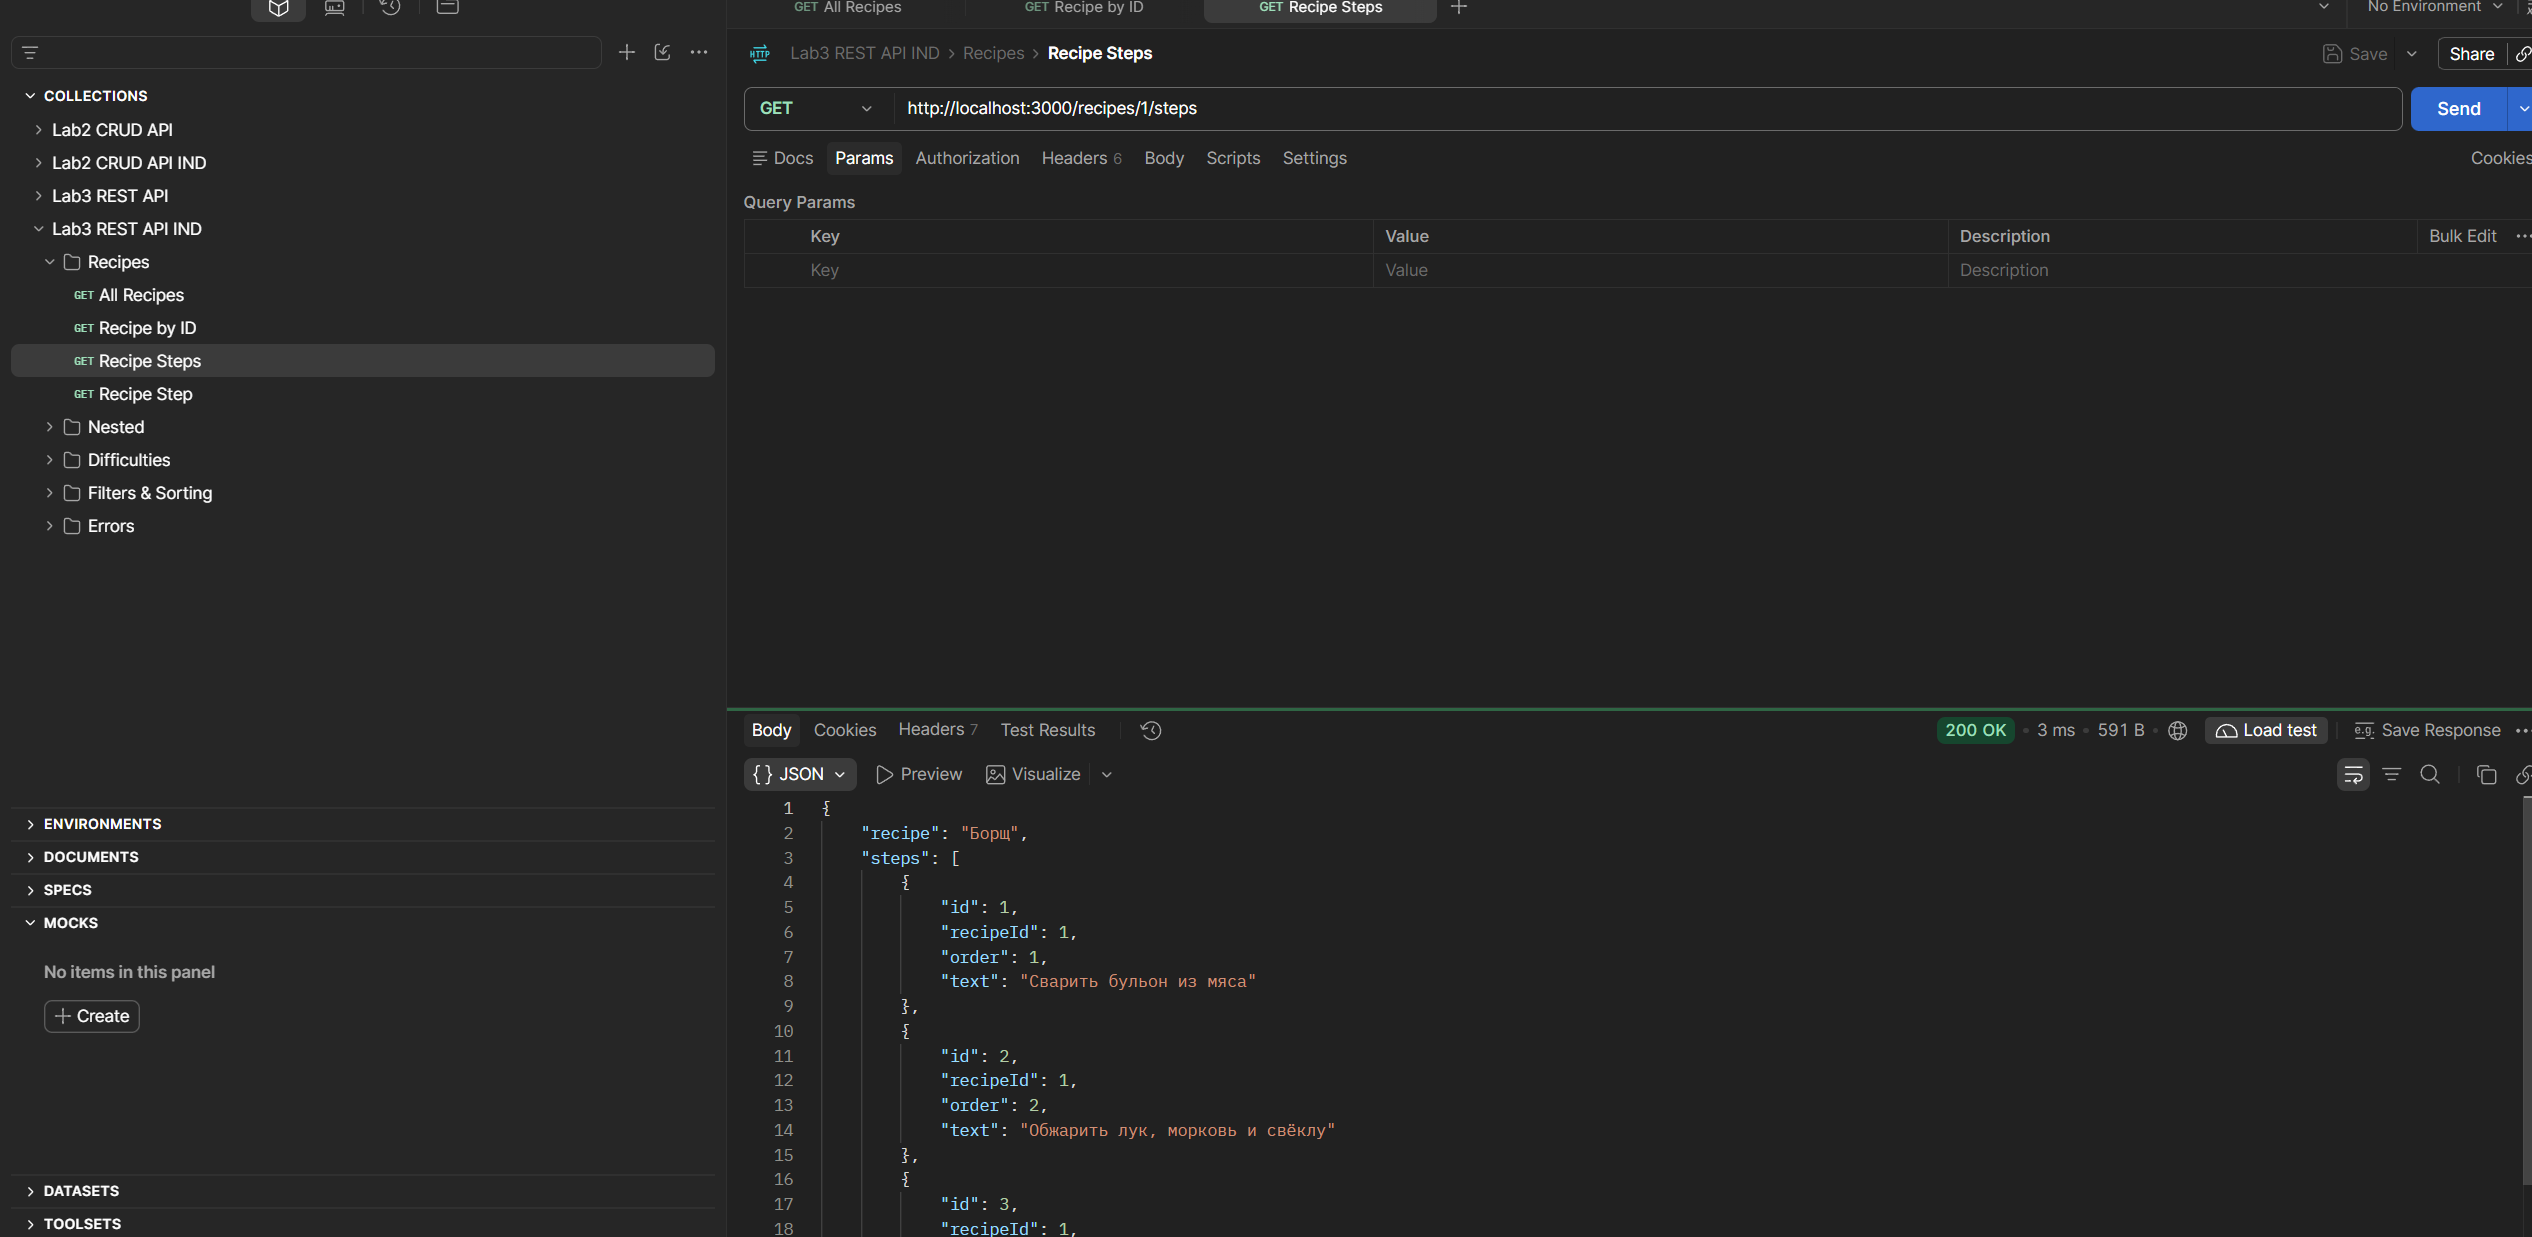 GET All Recipes
GET Recipe by ID
GET Recipe Steps
No Environment
Lab3 REST API IND > Recipes > Recipe Steps
Save
Share
COLLECTIONS
Lab2 CRUD API
Lab2 CRUD API IND
Lab3 REST API
Lab3 REST API IND
Recipes
GET All Recipes
GET Recipe by ID
GET Recipe Steps
GET Recipe Step
Nested
Difficulties
Filters & Sorting
Errors
ENVIRONMENTS
DOCUMENTS
SPECS
MOCKS
No items in this panel
Create
DATASETS
TOOLSETS
HTTP
GET
http://localhost:3000/recipes/1/steps
Send
Docs Params Authorization Headers 6 Body Scripts Settings
Cookies
Query Params
Key Value Description Bulk Edit
Key Value Description
Body Cookies Headers 7 Test Results
200 OK • 3 ms • 591 B
Load test
e.g. Save Response
{ } JSON Preview Visualize
1 {
2 "recipe": "Борщ",
3 "steps": [
4 {
5 "id": 1,
6 "recipeId": 1,
7 "order": 1,
8 "text": "Сварить бульон из мяса"
9 },
10 {
11 "id": 2,
12 "recipeId": 1,
13 "order": 2,
14 "text": "Обжарить лук, морковь и свёклу"
15 },
16 {
17 "id": 3,
18 "recipeId": 1,